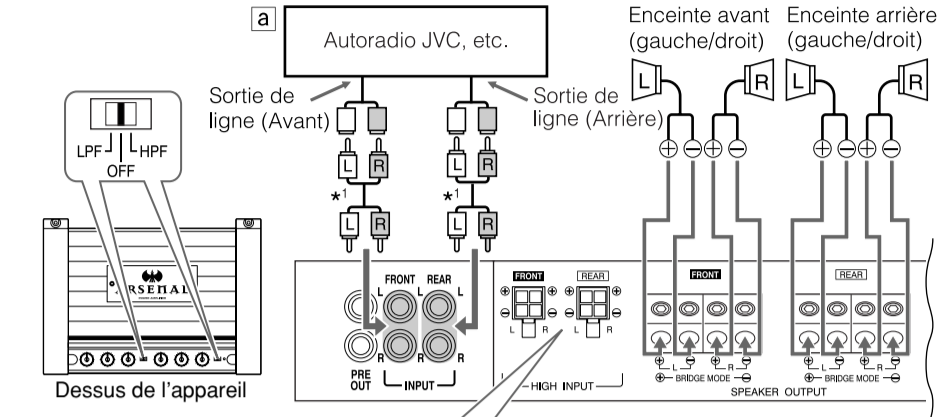 a
Autoradio JVC, etc.
Enceinte avant
(gauche/droit)
Enceinte arrière
(gauche/droit)
L
R
L
R
Sortie de
ligne (Avant)
Sortie de
ligne (Arrière)
LPF
HPF
OFF
L
R
L
R
*1
*1
L
R
L
R
⊕ ⊖ ⊕ ⊖
⊕ ⊖ ⊕ ⊖
ARSENAL
Dessus de l'appareil
FRONT REAR
L L L
R R R
PRE
OUT
INPUT
FRONT
REAR
⊕ ⊕ ⊕
⊖ ⊖ ⊖
L R L R
HIGH INPUT
FRONT
REAR
⊕ L ⊖ ⊕ R ⊖
⊕ BRIDGE MODE ⊖
⊕ L ⊖ ⊕ R ⊖
⊕ BRIDGE MODE ⊖
SPEAKER OUTPUT